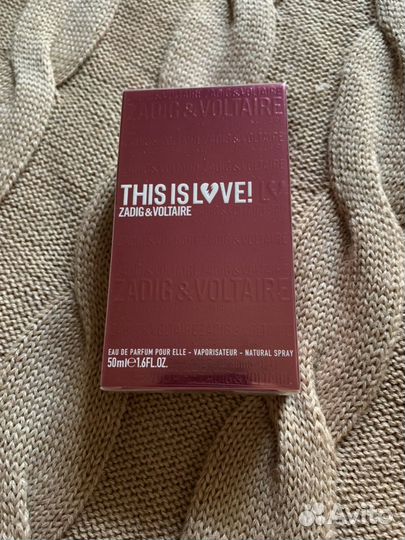 ZADIG & VOLTAIRE
THIS IS LOVE!
ZADIG & VOLTAIRE
ZADIG & VOLTAIRE
EAU DE PARFUM POUR ELLE - VAPORISATEUR - NATURAL SPRAY
50ml℮1.6FL.OZ.
Avito